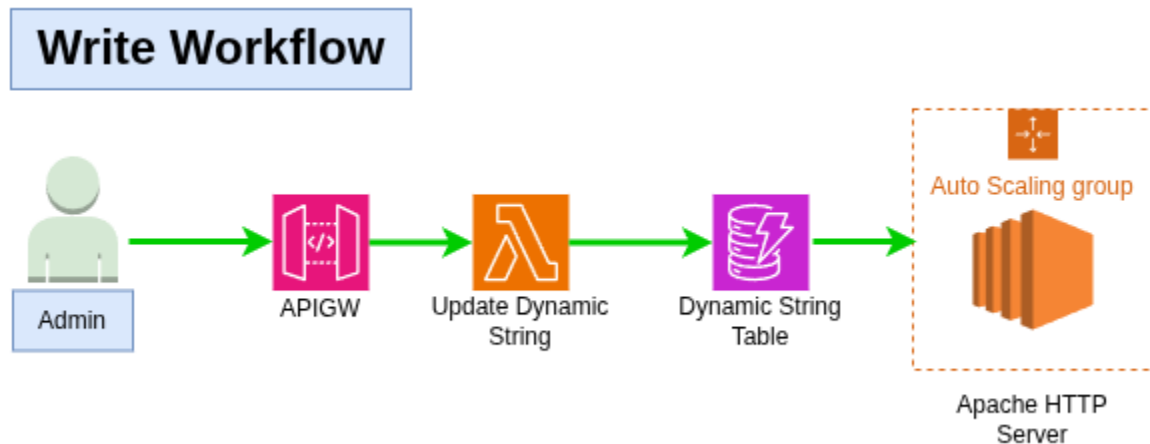 Write Workflow
Auto Scaling group
Admin
APIGW
Update Dynamic
String
Dynamic String
Table
Apache HTTP
Server